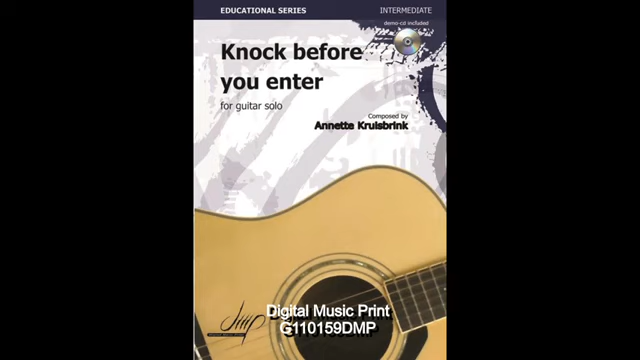 EDUCATIONAL SERIES
INTERMEDIATE
demo-cd included
Knock before
you enter
for guitar solo
Composed by
Annette Kruisbrink
Digital Music Print
G110159DMP